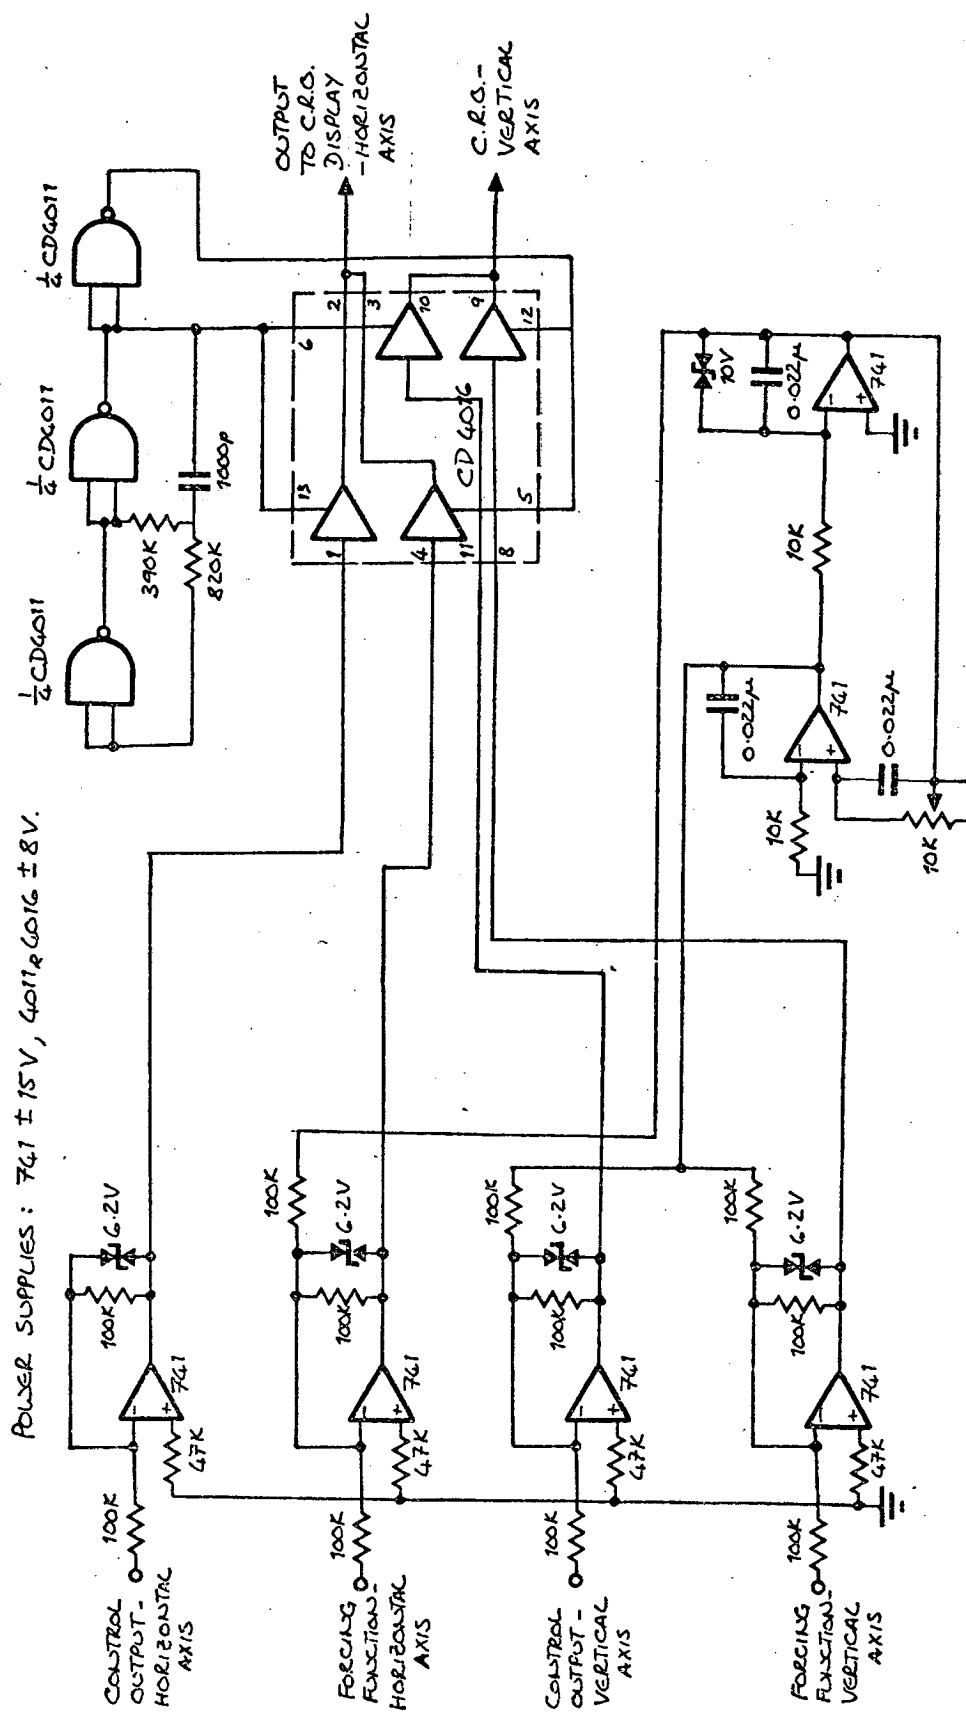 POWER SUPPLIES: 741 ± 15V, 4011 & 4016 ± 8V.
CONTROL
OUTPUT -
HORIZONTAL
AXIS
100K
47K
741
100K
6.2V
FORCING
FUNCTION -
HORIZONTAL
AXIS
100K
47K
741
100K
6.2V
100K
CONTROL
OUTPUT -
VERTICAL
AXIS
100K
47K
741
100K
6.2V
100K
FORCING
FUNCTION -
VERTICAL
AXIS
100K
47K
741
100K
6.2V
100K
1/4 CD4011
1/4 CD4011
1/4 CD4011
390K
820K
1000p
1
13
2
6
3
4
5
11
10
8
12
9
CD4016
OUTPUT
TO C.R.O.
DISPLAY
- HORIZONTAL
AXIS
C.R.O. -
VERTICAL
AXIS
10K
0.022µ
741
0.022µ
10K
10K
10V
0.022µ
741
- +
- +
- +
- +
- +
- +